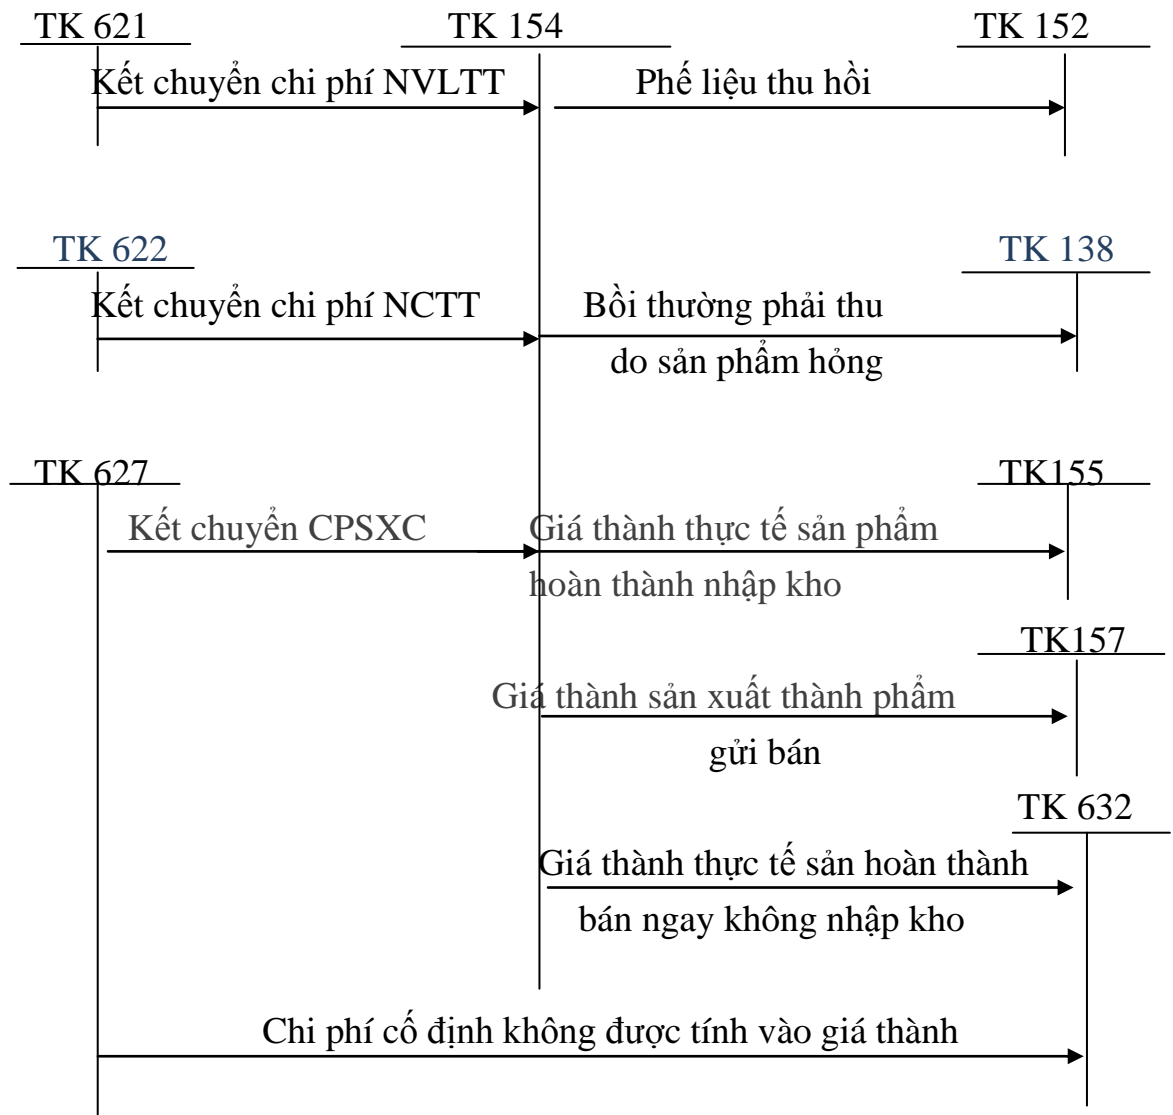 TK 621 TK 154 TK 152
Kết chuyển chi phí NVLTT Phế liệu thu hồi
TK 622 TK 138
Kết chuyển chi phí NCTT Bồi thường phải thu
do sản phẩm hỏng
TK 627 TK155
Kết chuyển CPSXC Giá thành thực tế sản phẩm
hoàn thành nhập kho
TK157
Giá thành sản xuất thành phẩm
gửi bán
TK 632
Giá thành thực tế sản hoàn thành
bán ngay không nhập kho
Chi phí cố định không được tính vào giá thành